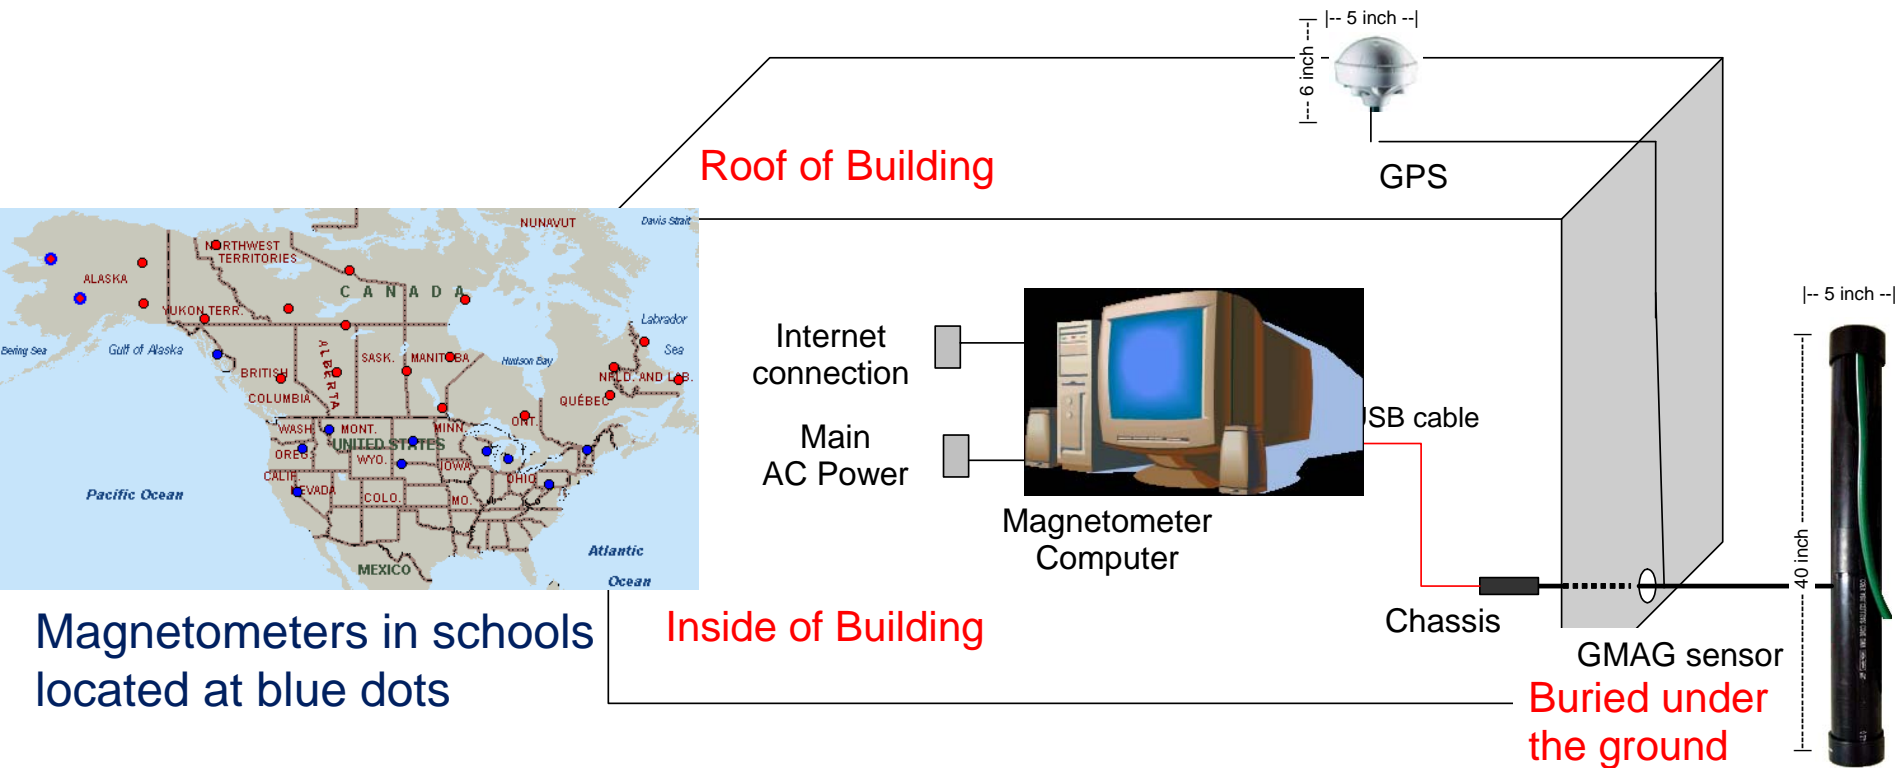 |-- 5 inch --|
|--- 6 inch ---|
Roof of Building
GPS
NUNAVUT
Davis Strait
NORTHWEST
TERRITORIES
ALASKA
CANADA
YUKON TERR.
Labrador
Sea
Bering Sea
Gulf of Alaska
Hudson Bay
BRITISH
COLUMBIA
ALBERTA
SASK.
MANITOBA
NFLD. AND LAB.
QUÉBEC
ONT.
WASH.
MONT.
MINN.
UNITED STATES
OREG.
WYO.
IOWA
CALIF.
NEVADA
COLO.
MO.
OHIO
Pacific Ocean
Atlantic
Ocean
MEXICO
Internet
connection
Main
AC Power
Magnetometer
Computer
USB cable
Chassis
|-- 5 inch --|
40 inch
GMAG sensor
Buried under
the ground
Inside of Building
Magnetometers in schools
located at blue dots